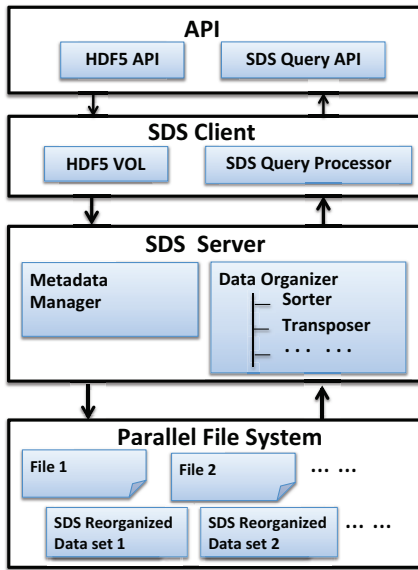 API
HDF5 API
SDS Query API
SDS Client
HDF5 VOL
SDS Query Processor
SDS Server
Metadata
Manager
Data Organizer
Sorter
Transposer
... ...
Parallel File System
File 1
File 2
... ...
SDS Reorganized
Data set 1
SDS Reorganized
Data set 2
... ...